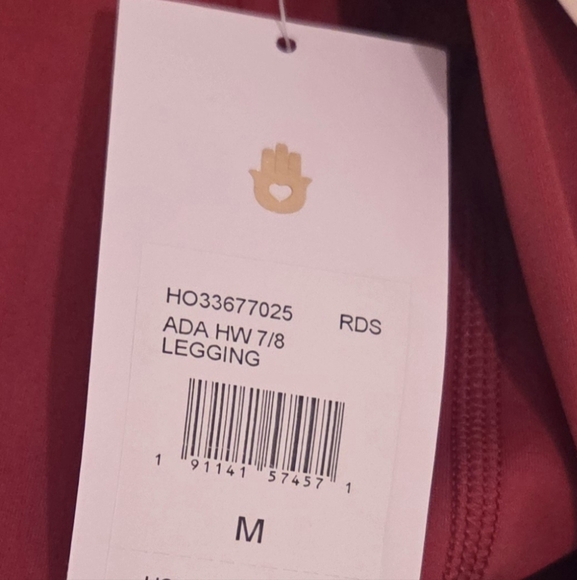 HO33677025 RDS
ADA HW 7/8
LEGGING
1 91141 57457 1
M